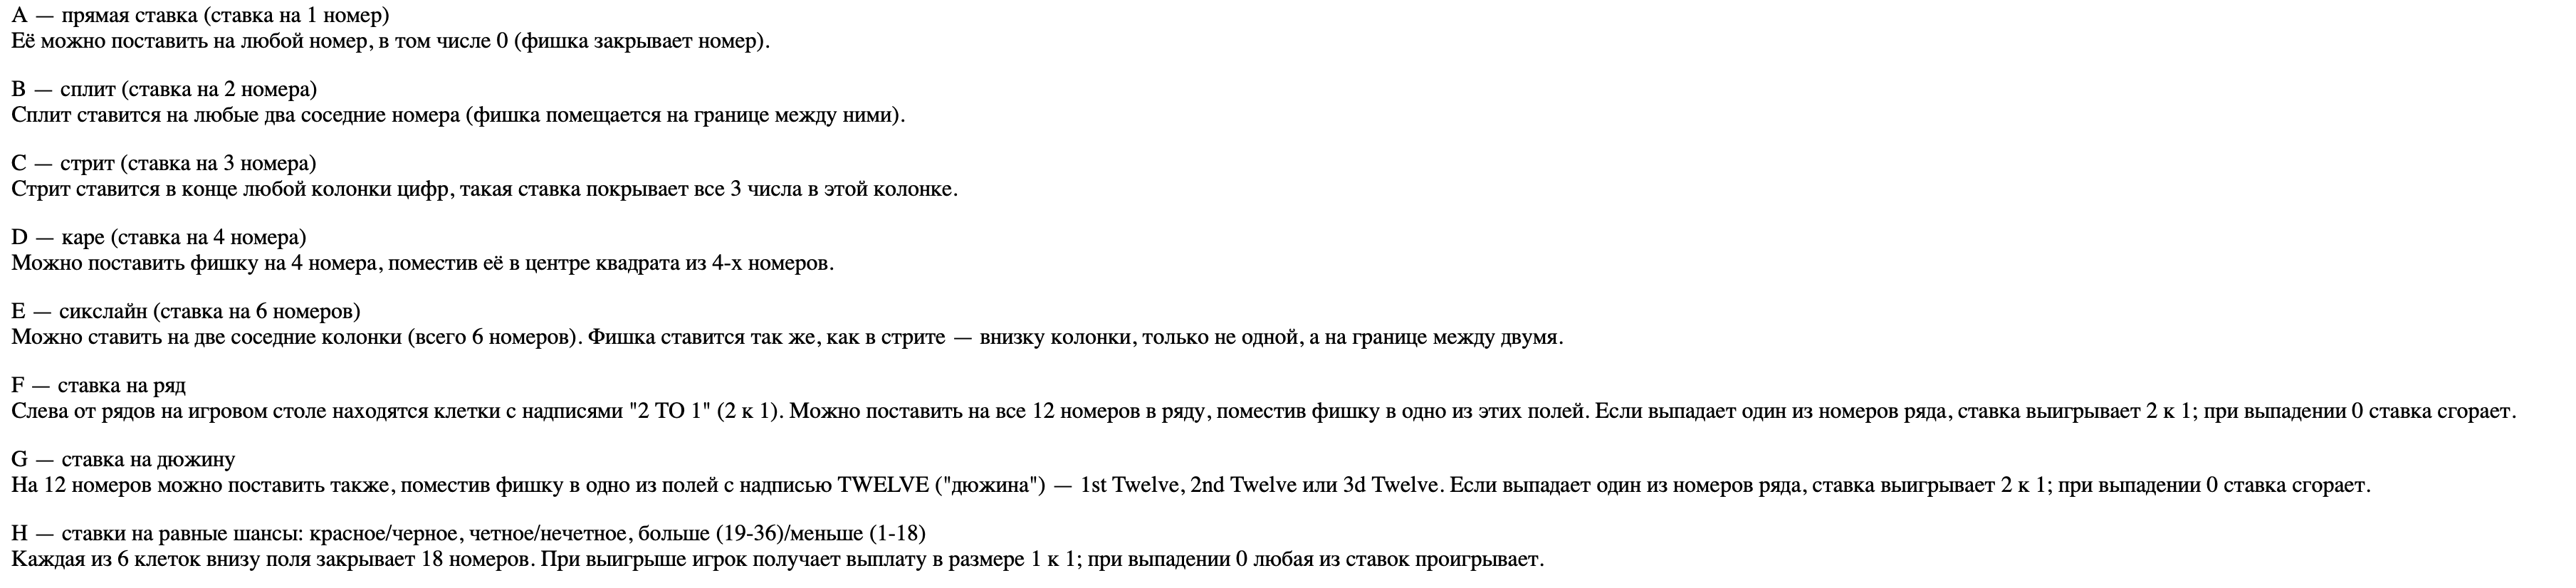 A — прямая ставка (ставка на 1 номер)
Её можно поставить на любой номер, в том числе 0 (фишка закрывает номер).
B — сплит (ставка на 2 номера)
Сплит ставится на любые два соседние номера (фишка помещается на границе между ними).
C — стрит (ставка на 3 номера)
Стрит ставится в конце любой колонки цифр, такая ставка покрывает все 3 числа в этой колонке.
D — каре (ставка на 4 номера)
Можно поставить фишку на 4 номера, поместив её в центре квадрата из 4-х номеров.
E — сикслайн (ставка на 6 номеров)
Можно ставить на две соседние колонки (всего 6 номеров). Фишка ставится так же, как в стрите — внизку колонки, только не одной, а на границе между двумя.
F — ставка на ряд
Слева от рядов на игровом столе находятся клетки с надписями "2 TO 1" (2 к 1). Можно поставить на все 12 номеров в ряду, поместив фишку в одно из этих полей. Если выпадает один из номеров ряда, ставка выигрывает 2 к 1; при выпадении 0 ставка сгорает.
G — ставка на дюжину
На 12 номеров можно поставить также, поместив фишку в одно из полей с надписью TWELVE ("дюжина") — 1st Twelve, 2nd Twelve или 3d Twelve. Если выпадает один из номеров ряда, ставка выигрывает 2 к 1; при выпадении 0 ставка сгорает.
H — ставки на равные шансы: красное/черное, четное/нечетное, больше (19-36)/меньше (1-18)
Каждая из 6 клеток внизу поля закрывает 18 номеров. При выигрыше игрок получает выплату в размере 1 к 1; при выпадении 0 любая из ставок проигрывает.